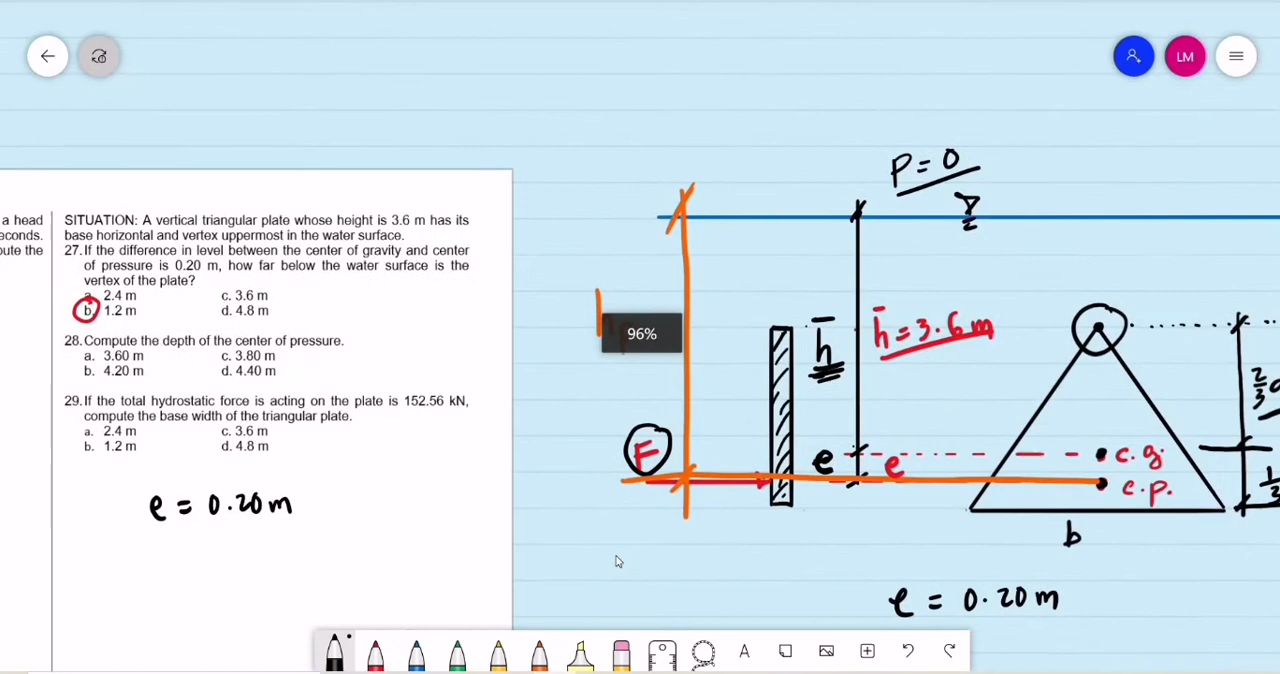 LM
a head
econds.
oute the
SITUATION: A vertical triangular plate whose height is 3.6 m has its
base horizontal and vertex uppermost in the water surface.
27. If the difference in level between the center of gravity and center
of pressure is 0.20 m, how far below the water surface is the
vertex of the plate?
a. 2.4 m c. 3.6 m
b. 1.2 m d. 4.8 m
28. Compute the depth of the center of pressure.
a. 3.60 m c. 3.80 m
b. 4.20 m d. 4.40 m
29. If the total hydrostatic force is acting on the plate is 152.56 kN,
compute the base width of the triangular plate.
a. 2.4 m c. 3.6 m
b. 1.2 m d. 4.8 m
e = 0.20 m
P = 0
96%
h̄
h̄ = 3.6 m
2/3
F
e
e
c.g.
c.p.
b
e = 0.20 m
A